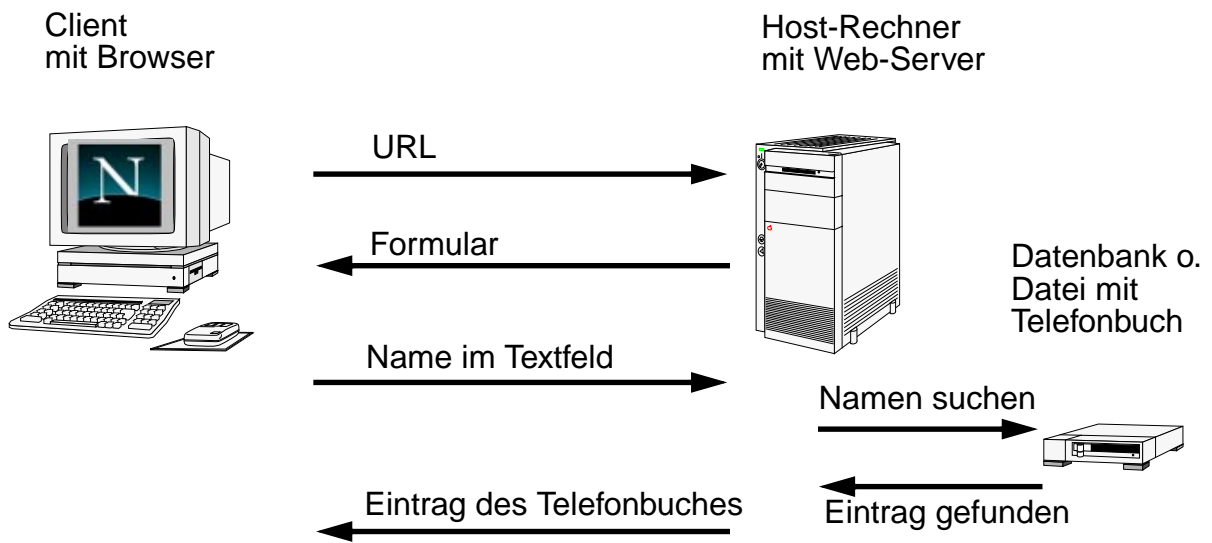 Client
mit Browser
Host-Rechner
mit Web-Server
N
URL
Formular
Datenbank o.
Datei mit
Telefonbuch
Name im Textfeld
Namen suchen
Eintrag des Telefonbuches
Eintrag gefunden